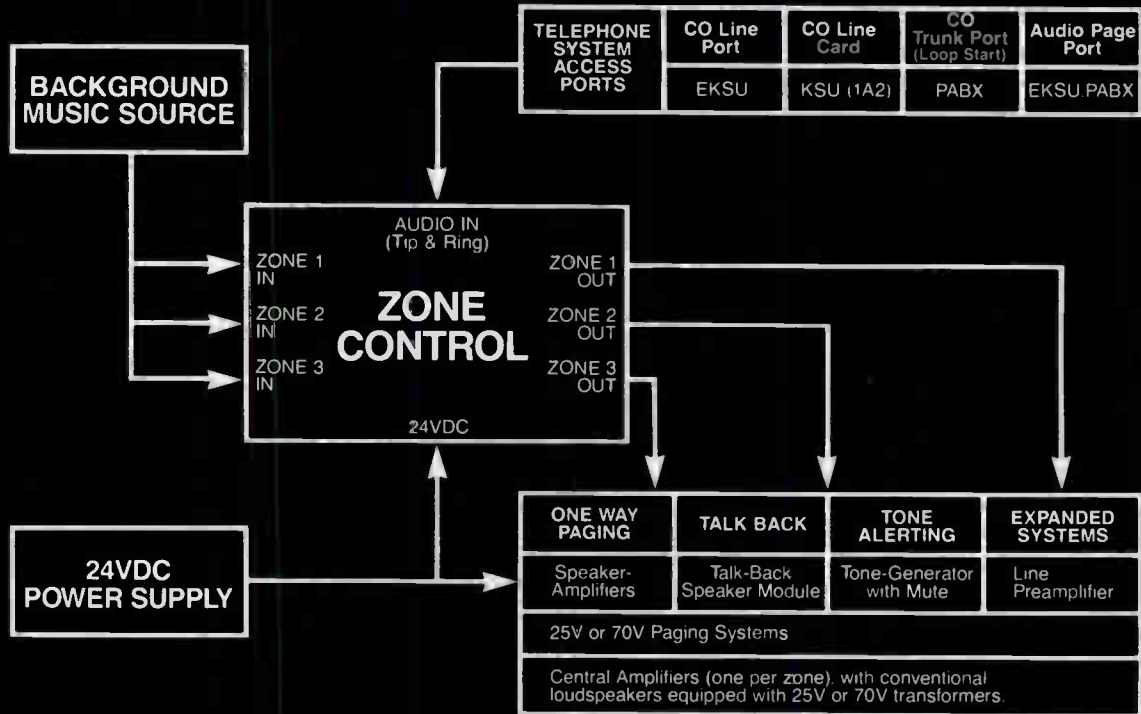 TELEPHONE
SYSTEM
ACCESS
PORTS
CO Line
Port
CO Line
Card
CO
Trunk Port
(Loop Start)
Audio Page
Port
EKSU
KSU (1A2)
PABX
EKSU.PABX
BACKGROUND
MUSIC SOURCE
AUDIO IN
(Tip & Ring)
ZONE 1
IN
ZONE 2
IN
ZONE 3
IN
ZONE
CONTROL
ZONE 1
OUT
ZONE 2
OUT
ZONE 3
OUT
24VDC
24VDC
POWER SUPPLY
ONE WAY
PAGING
TALK BACK
TONE
ALERTING
EXPANDED
SYSTEMS
Speaker-
Amplifiers
Talk-Back
Speaker Module
Tone-Generator
with Mute
Line
Preamplifier
25V or 70V Paging Systems
Central Amplifiers (one per zone), with conventional
loudspeakers equipped with 25V or 70V transformers.